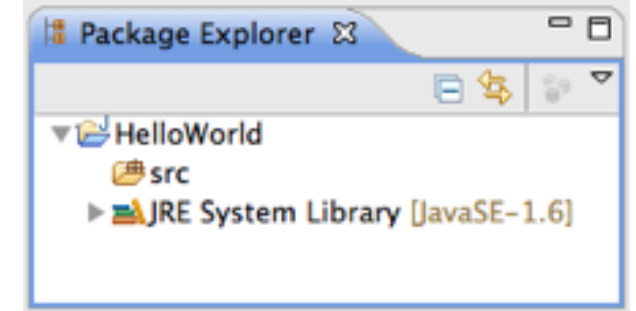 Package Explorer
HelloWorld
src
JRE System Library [JavaSE-1.6]